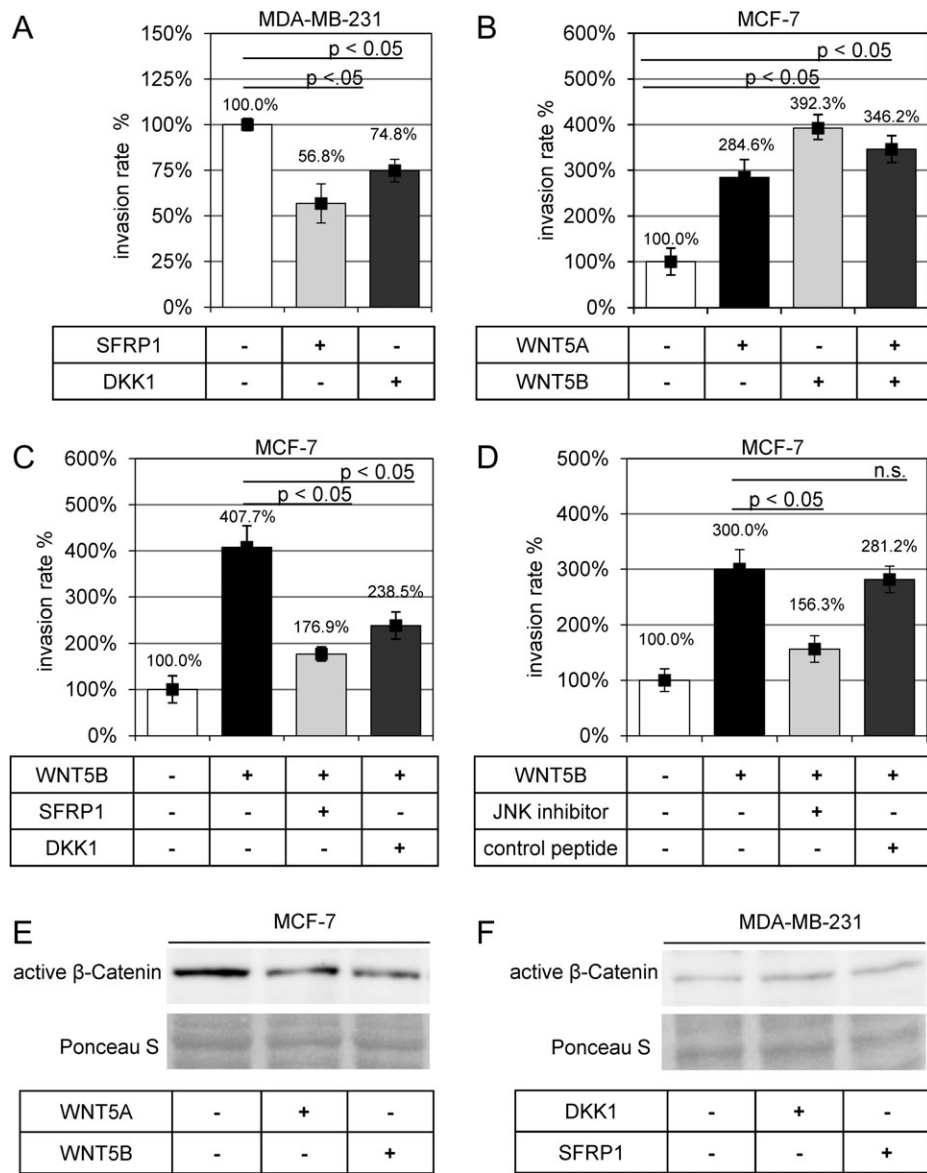 A
MDA-MB-231
150%
125%
100%
75%
50%
25%
0%
invasion rate %
p < 0.05
p <.05
100.0%
56.8%
74.8%
SFRP1 - + -
DKK1 - - +
B
MCF-7
600%
500%
400%
300%
200%
100%
0%
invasion rate %
p < 0.05
p < 0.05
100.0%
284.6%
392.3%
346.2%
WNT5A - + - +
WNT5B - - + +
C
MCF-7
600%
500%
400%
300%
200%
100%
0%
invasion rate %
p < 0.05
p < 0.05
100.0%
407.7%
176.9%
238.5%
WNT5B - + + +
SFRP1 - - + -
DKK1 - - - +
D
MCF-7
500%
400%
300%
200%
100%
0%
invasion rate %
n.s.
p < 0.05
100.0%
300.0%
156.3%
281.2%
WNT5B - + + +
JNK inhibitor - - + -
control peptide - - - +
E
MCF-7
active β-Catenin
Ponceau S
WNT5A - + -
WNT5B - - +
F
MDA-MB-231
active β-Catenin
Ponceau S
DKK1 - + -
SFRP1 - - +